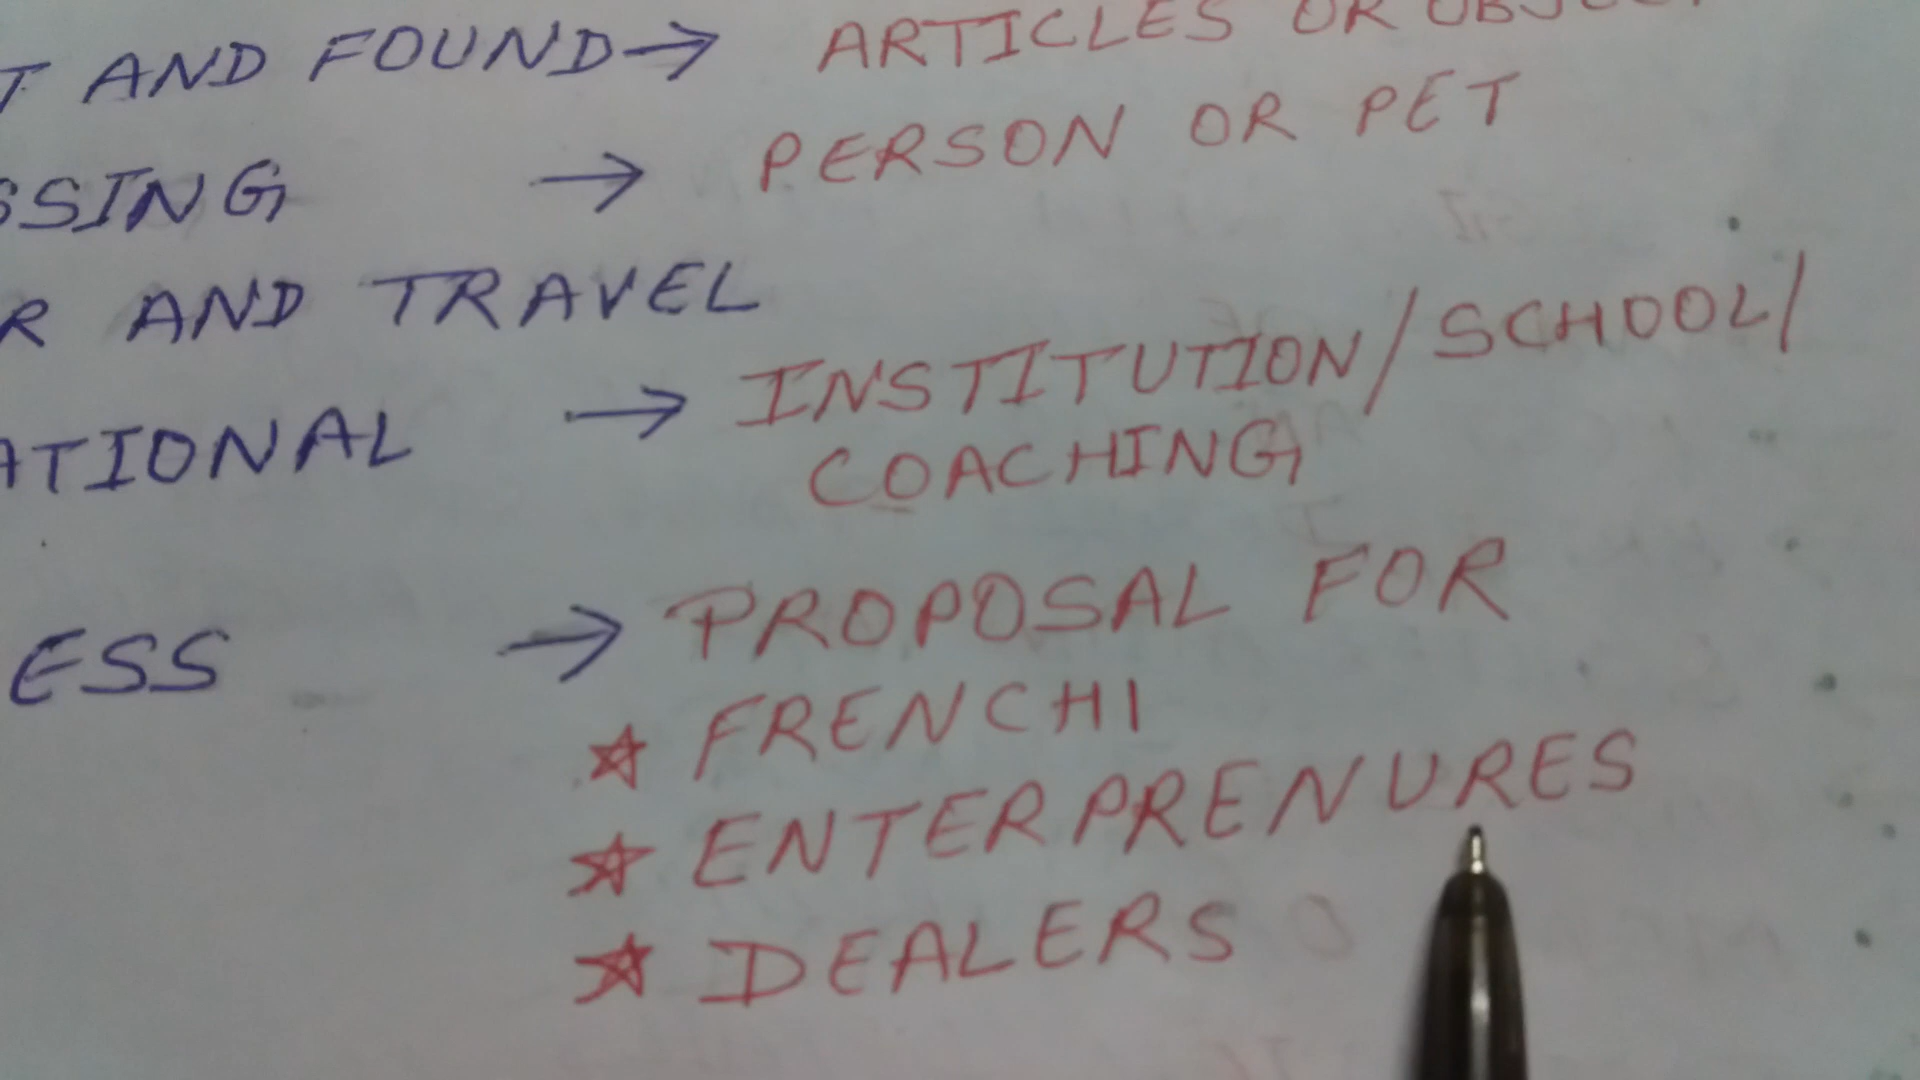 T AND FOUND → ARTICLES OR OBJECT
SSING → PERSON OR PET
R AND TRAVEL
ATIONAL → INSTITUTION/SCHOOL/
COACHING
ESS → PROPOSAL FOR
☆ FRENCHI
☆ ENTERPRENURES
☆ DEALERS